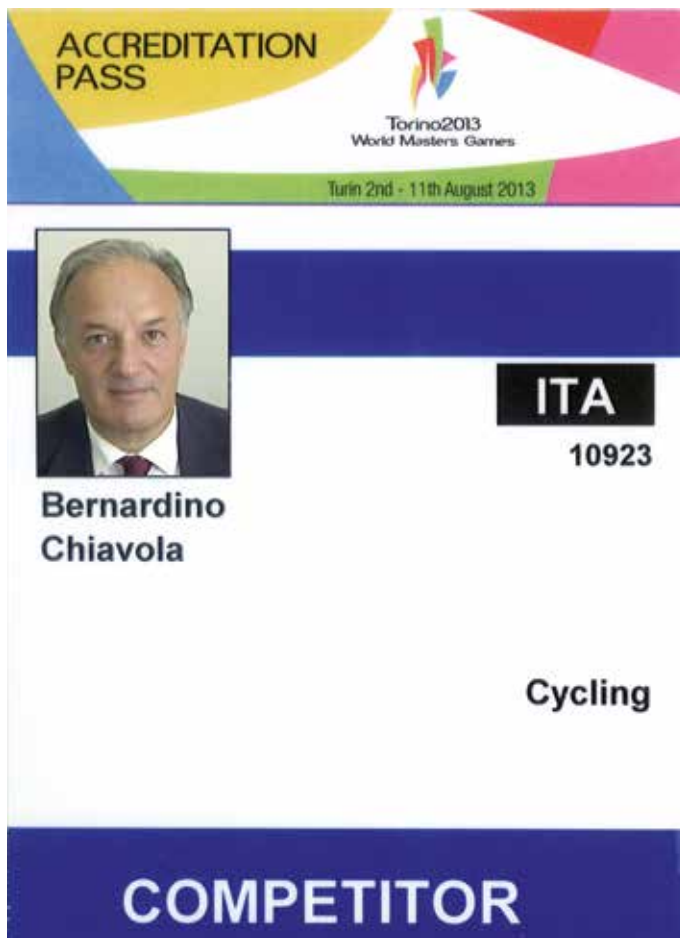 ACCREDITATION
PASS
Torino2013
World Masters Games
Turin 2nd - 11th August 2013
ITA
10923
Bernardino
Chiavola
Cycling
COMPETITOR